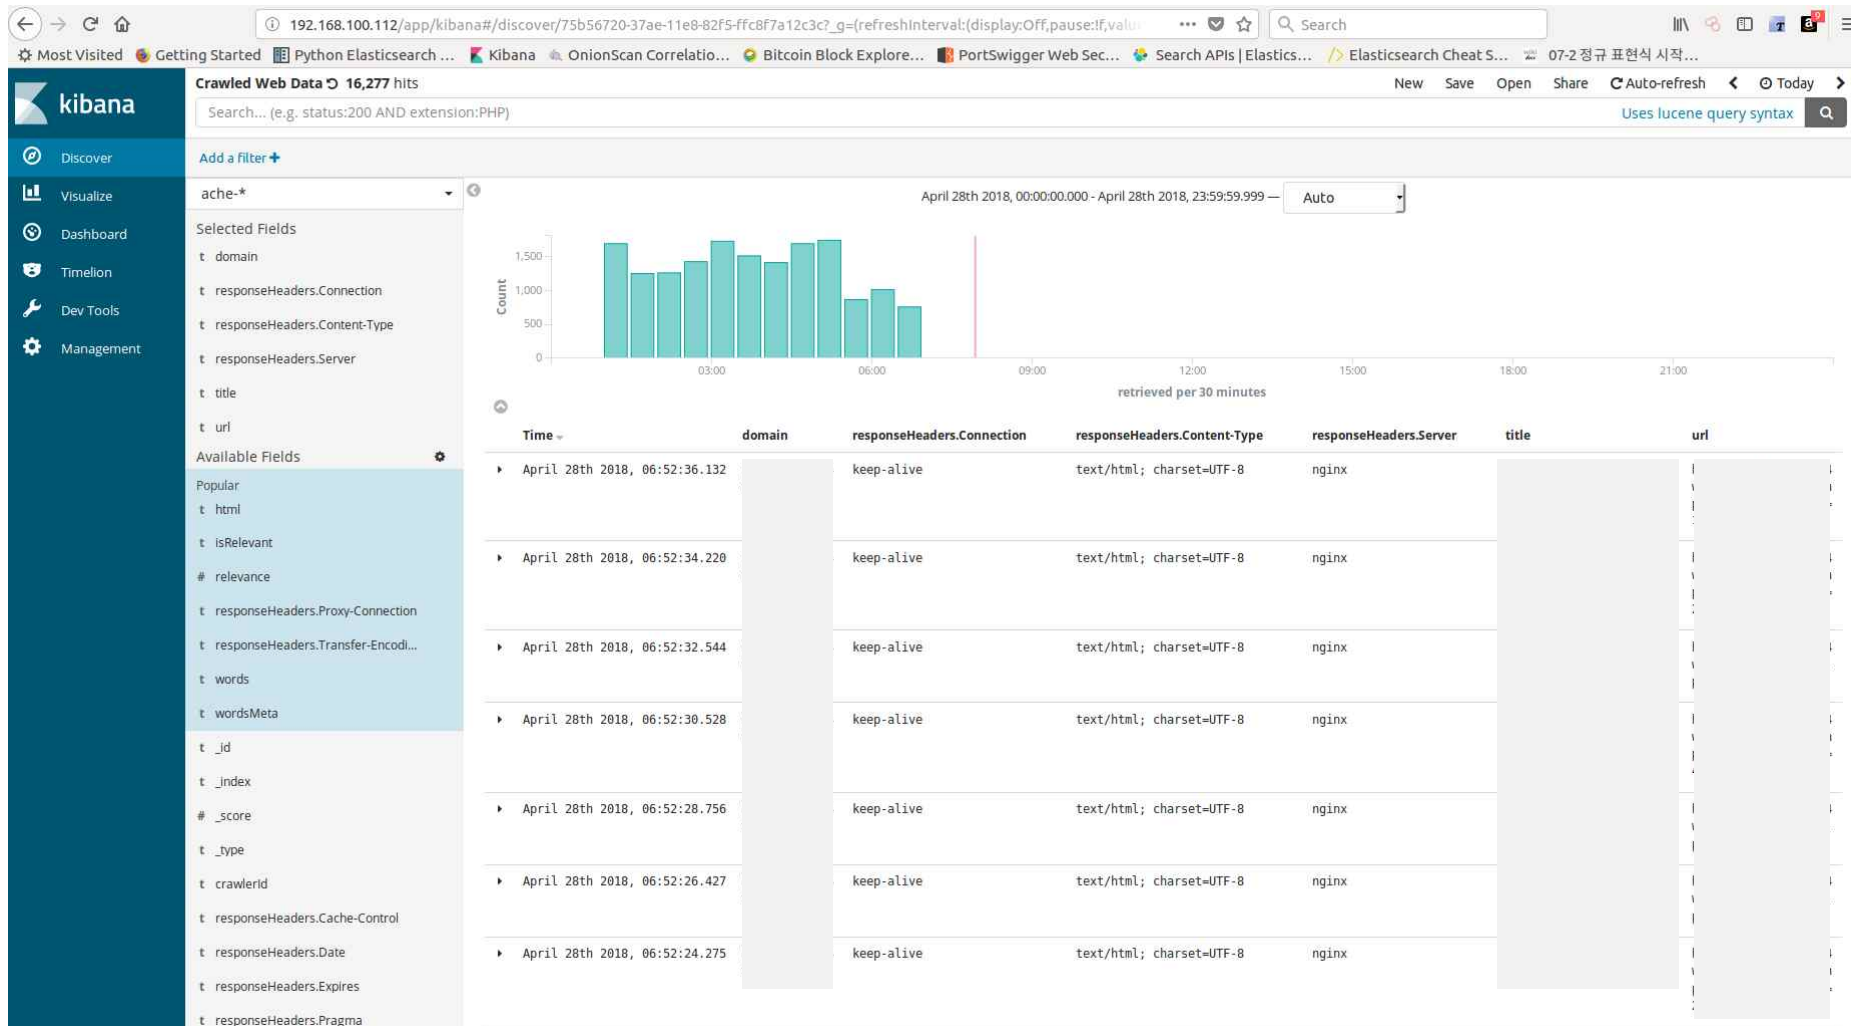 192.168.100.112/app/kibana#/discover/75b56720-37ae-11e8-82f5-ffc8f7a12c3c?_g=(refreshInterval:(display:Off,pause:!f,valu
Search
Most Visited Getting Started Python Elasticsearch ... Kibana OnionScan Correlatio... Bitcoin Block Explore... PortSwigger Web Sec... Search APIs | Elastics... Elasticsearch Cheat S... 07-2 정규 표현식 시작...
kibana
Discover
Visualize
Dashboard
Timelion
Dev Tools
Management
Crawled Web Data 16,277 hits
New Save Open Share Auto-refresh Today
Search... (e.g. status:200 AND extension:PHP)
Uses lucene query syntax
Add a filter
ache-*
Selected Fields
t domain
t responseHeaders.Connection
t responseHeaders.Content-Type
t responseHeaders.Server
t title
t url
Available Fields
Popular
t html
t isRelevant
# relevance
t responseHeaders.Proxy-Connection
t responseHeaders.Transfer-Encodi...
t words
t wordsMeta
t _id
t _index
# _score
t _type
t crawlerId
t responseHeaders.Cache-Control
t responseHeaders.Date
t responseHeaders.Expires
t responseHeaders.Pragma
April 28th 2018, 00:00:00.000 - April 28th 2018, 23:59:59.999 — Auto
Count
1,500
1,000
500
0
03:00 06:00 09:00 12:00 15:00 18:00 21:00
retrieved per 30 minutes
Time domain responseHeaders.Connection responseHeaders.Content-Type responseHeaders.Server title url
April 28th 2018, 06:52:36.132 keep-alive text/html; charset=UTF-8 nginx
April 28th 2018, 06:52:34.220 keep-alive text/html; charset=UTF-8 nginx
April 28th 2018, 06:52:32.544 keep-alive text/html; charset=UTF-8 nginx
April 28th 2018, 06:52:30.528 keep-alive text/html; charset=UTF-8 nginx
April 28th 2018, 06:52:28.756 keep-alive text/html; charset=UTF-8 nginx
April 28th 2018, 06:52:26.427 keep-alive text/html; charset=UTF-8 nginx
April 28th 2018, 06:52:24.275 keep-alive text/html; charset=UTF-8 nginx